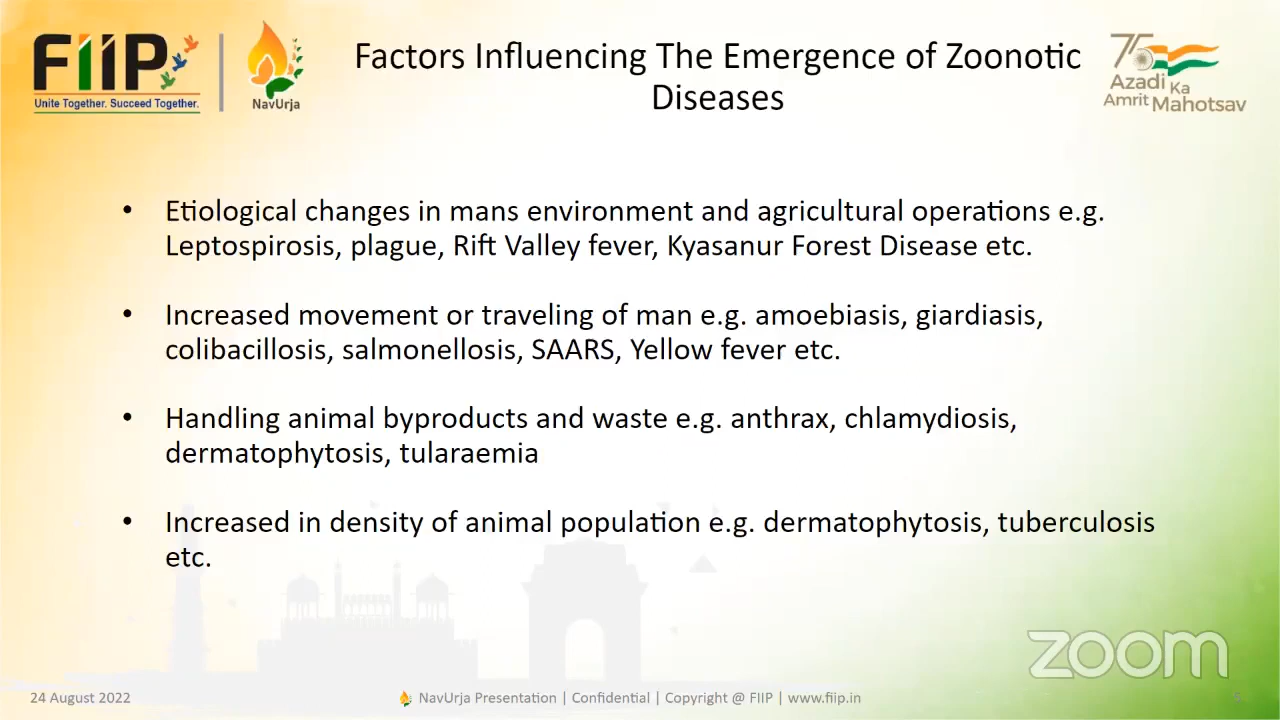 FIIP
Unite Together. Succeed Together.
NavUrja
Factors Influencing The Emergence of Zoonotic
Diseases
75
Azadi Ka
Amrit Mahotsav
• Etiological changes in mans environment and agricultural operations e.g.
Leptospirosis, plague, Rift Valley fever, Kyasanur Forest Disease etc.
• Increased movement or traveling of man e.g. amoebiasis, giardiasis,
colibacillosis, salmonellosis, SAARS, Yellow fever etc.
• Handling animal byproducts and waste e.g. anthrax, chlamydiosis,
dermatophytosis, tularaemia
• Increased in density of animal population e.g. dermatophytosis, tuberculosis
etc.
zoom
24 August 2022
NavUrja Presentation | Confidential | Copyright @ FIIP | www.fiip.in
5